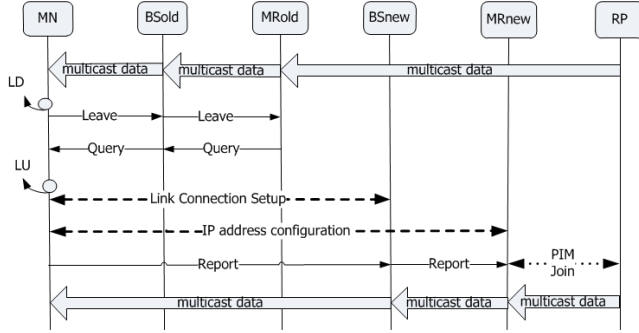 MN BSold MRold BSnew MRnew RP
multicast data multicast data multicast data
LD
Leave Leave
Query Query
LU
Link Connection Setup
IP address configuration
PIM
Report Report
Join
multicast data multicast data multicast data